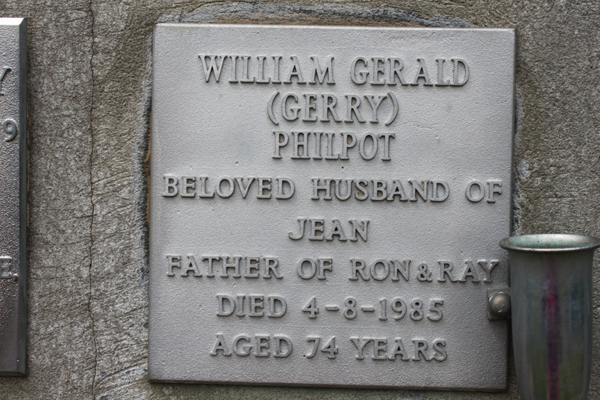 WILLIAM GERALD
(GERRY)
PHILPOT
BELOVED HUSBAND OF
JEAN
FATHER OF RON & RAY
DIED 4-8-1985
AGED 74 YEARS